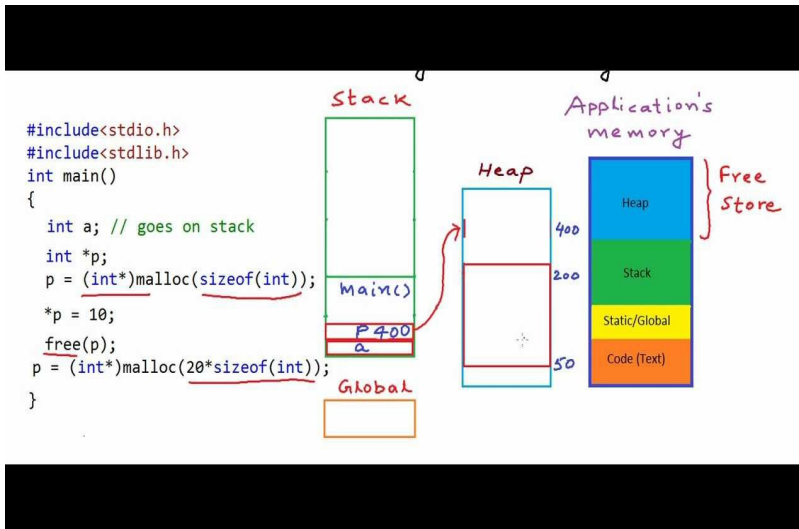 #include<stdio.h>
#include<stdlib.h>
int main()
{
int a; // goes on stack
int *p;
p = (int*)malloc(sizeof(int));
*p = 10;
free(p);
p = (int*)malloc(20*sizeof(int));
}
Stack
main()
P 400
a
Global
Heap
400
200
50
Application's
memory
Heap
Stack
Static/Global
Code (Text)
Free
Store